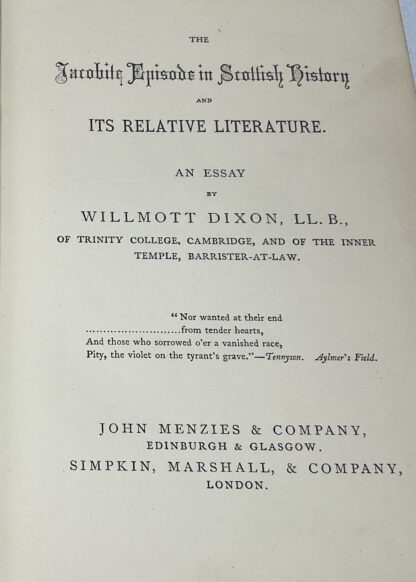 THE
Jacobite Episode in Scottish History
AND
ITS RELATIVE LITERATURE.
AN ESSAY
BY
WILLMOTT DIXON, LL. B.,
OF TRINITY COLLEGE, CAMBRIDGE, AND OF THE INNER
TEMPLE, BARRISTER-AT-LAW.
“ Nor wanted at their end
............................from tender hearts,
And those who sorrowed o'er a vanished race,
Pity, the violet on the tyrant's grave.”—Tennyson. Aylmer's Field.
JOHN MENZIES & COMPANY,
EDINBURGH & GLASGOW.
SIMPKIN, MARSHALL, & COMPANY,
LONDON.